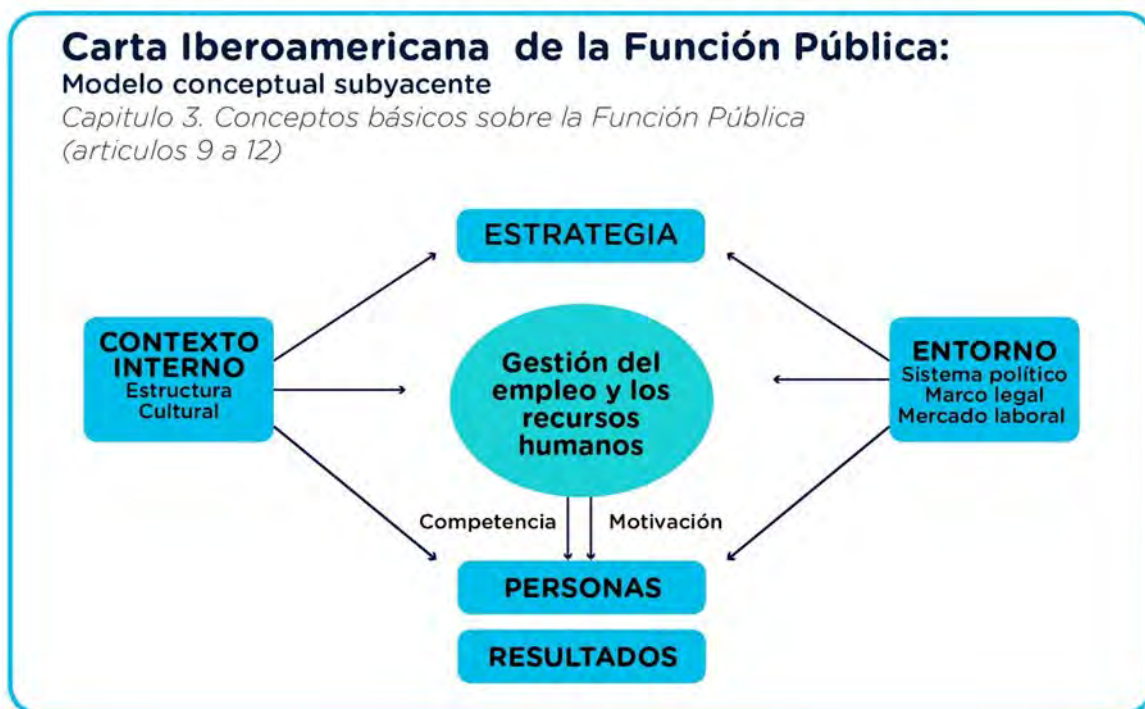 Carta Iberoamericana de la Función Pública:
Modelo conceptual subyacente
Capitulo 3. Conceptos básicos sobre la Función Pública
(articulos 9 a 12)
ESTRATEGIA
CONTEXTO
INTERNO
Estructura
Cultural
Gestión del
empleo y los
recursos
humanos
ENTORNO
Sistema político
Marco legal
Mercado laboral
Competencia
Motivación
PERSONAS
RESULTADOS